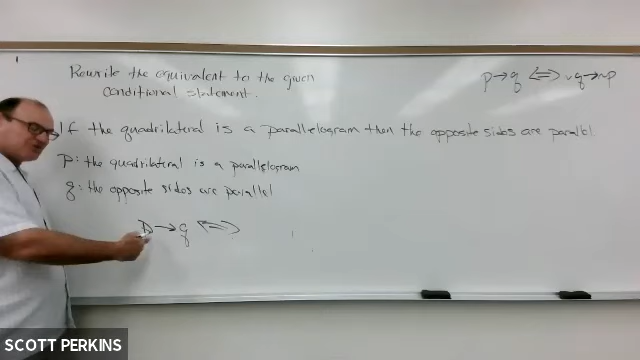 Rewrite the equivalent to the given
conditional statement.
p→q ⟺ ~q→~p
If the quadrilateral is a parallelogram then the opposite sides are parallel.
p: the quadrilateral is a parallelogram
q: the opposite sides are parallel
p→q ⟺
SCOTT PERKINS